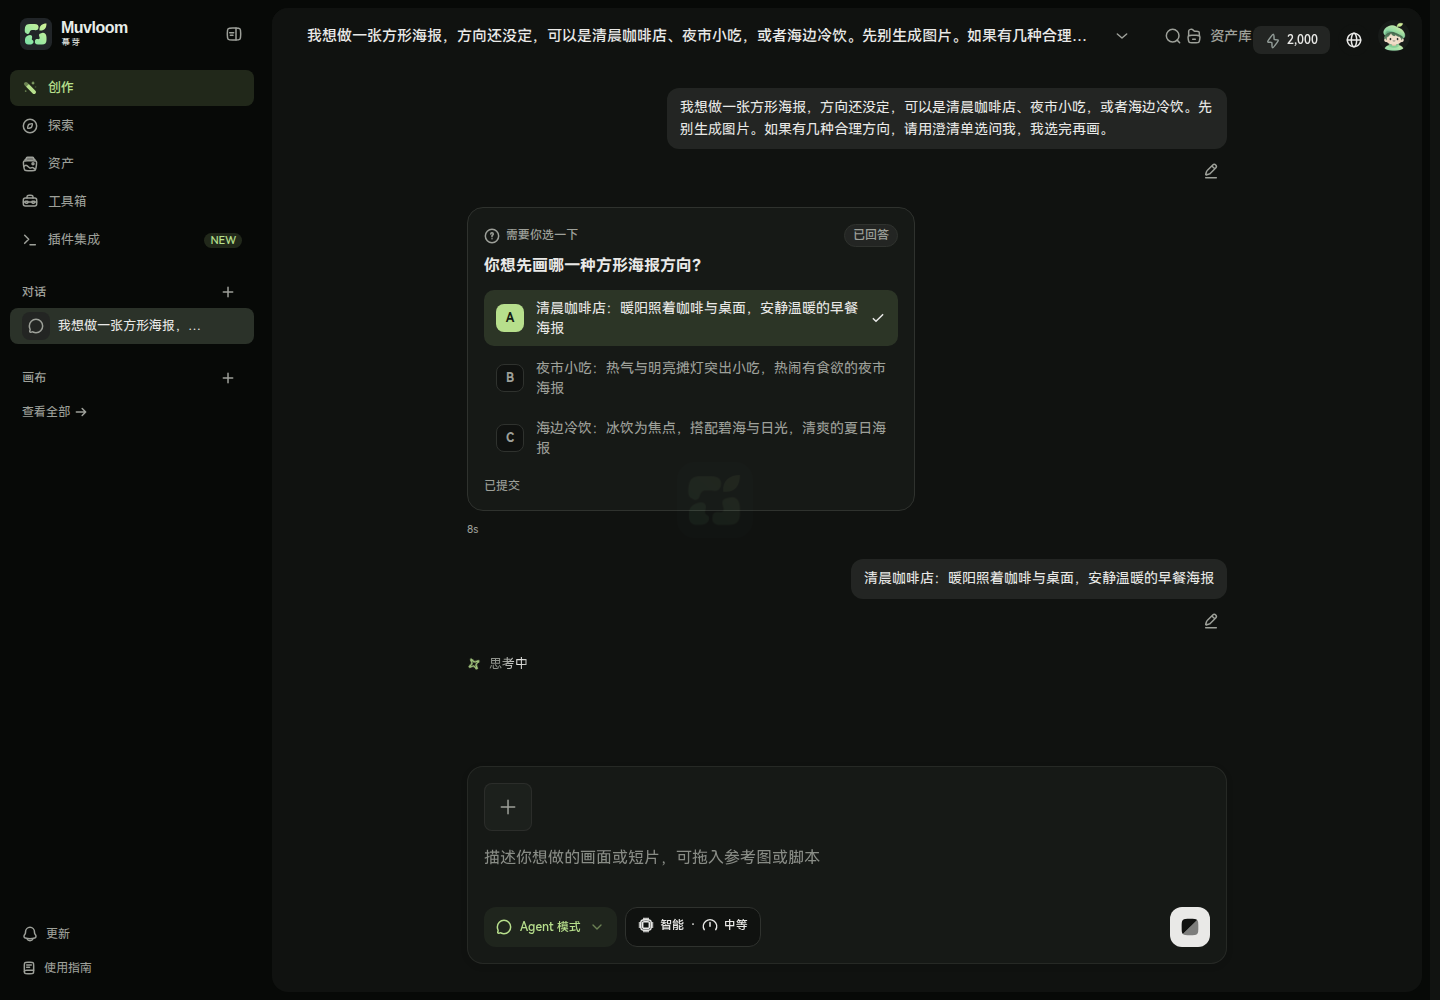 Muvloom
幕芽
创作
探索
资产
工具箱
插件集成
NEW
对话
我想做一张方形海报，...
画布
查看全部
更新
使用指南
我想做一张方形海报，方向还没定，可以是清晨咖啡店、夜市小吃，或者海边冷饮。先别生成图片。如果有几种合理...
资产库
2,000
我想做一张方形海报，方向还没定，可以是清晨咖啡店、夜市小吃，或者海边冷饮。先
别生成图片。如果有几种合理方向，请用澄清单选问我，我选完再画。
需要你选一下
已回答
你想先画哪一种方形海报方向？
A
清晨咖啡店：暖阳照着咖啡与桌面，安静温暖的早餐
海报
B
夜市小吃：热气与明亮摊灯突出小吃，热闹有食欲的夜市
海报
C
海边冷饮：冰饮为焦点，搭配碧海与日光，清爽的夏日海
报
已提交
8s
清晨咖啡店：暖阳照着咖啡与桌面，安静温暖的早餐海报
思考中
描述你想做的画面或短片，可拖入参考图或脚本
Agent 模式
智能 · 中等